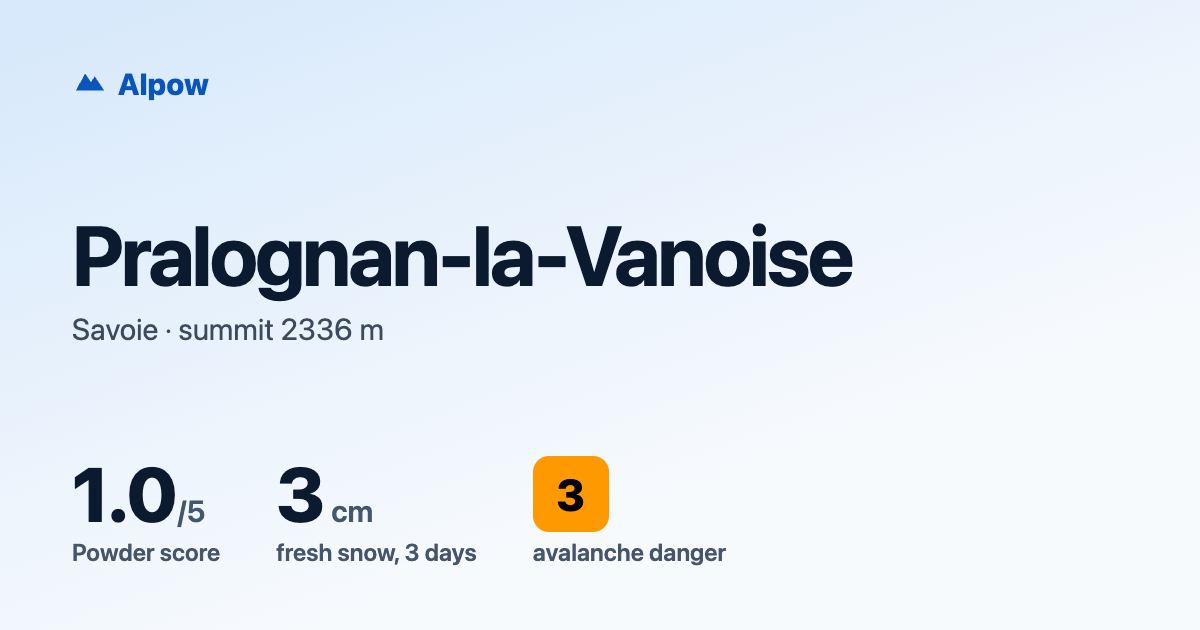 Alpow
Pralognan-la-Vanoise
Savoie · summit 2336 m
1.0/5
Powder score
3 cm
fresh snow, 3 days
3
avalanche danger